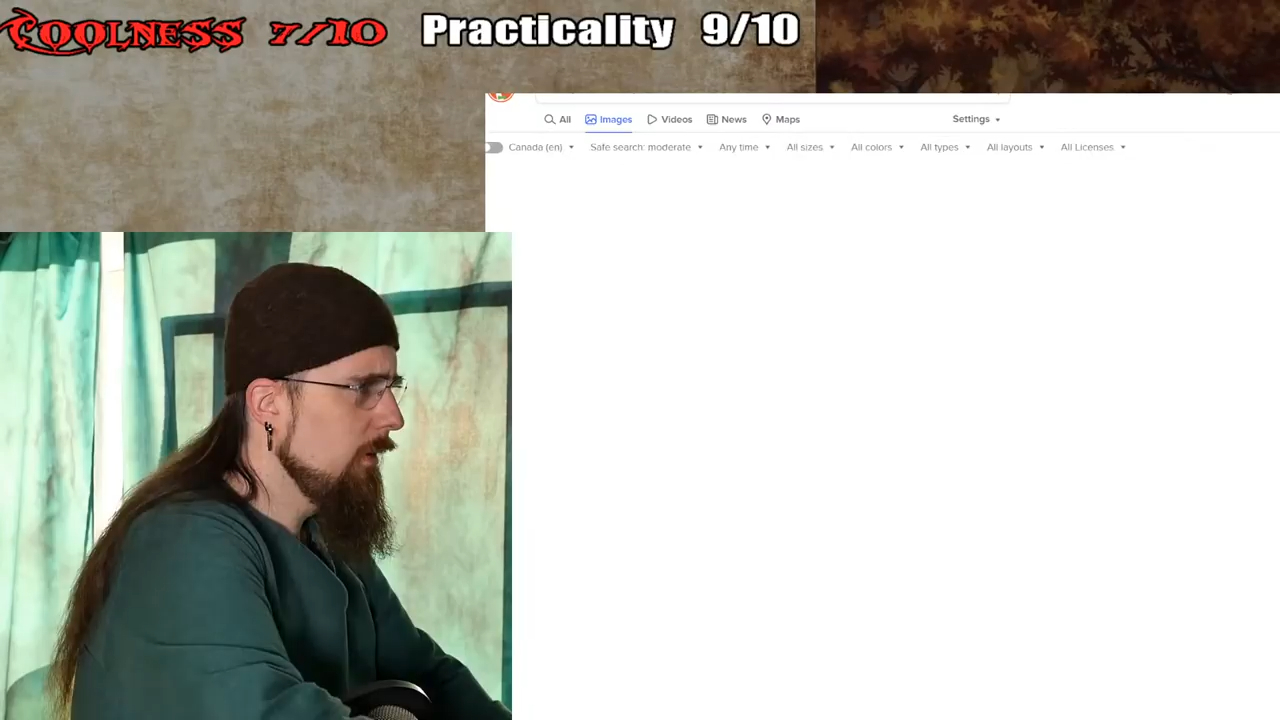 COOLNESS 7/10 Practicality 9/10
All Images Videos News Maps Settings
Canada (en) Safe search: moderate Any time All sizes All colors All types All layouts All Licenses